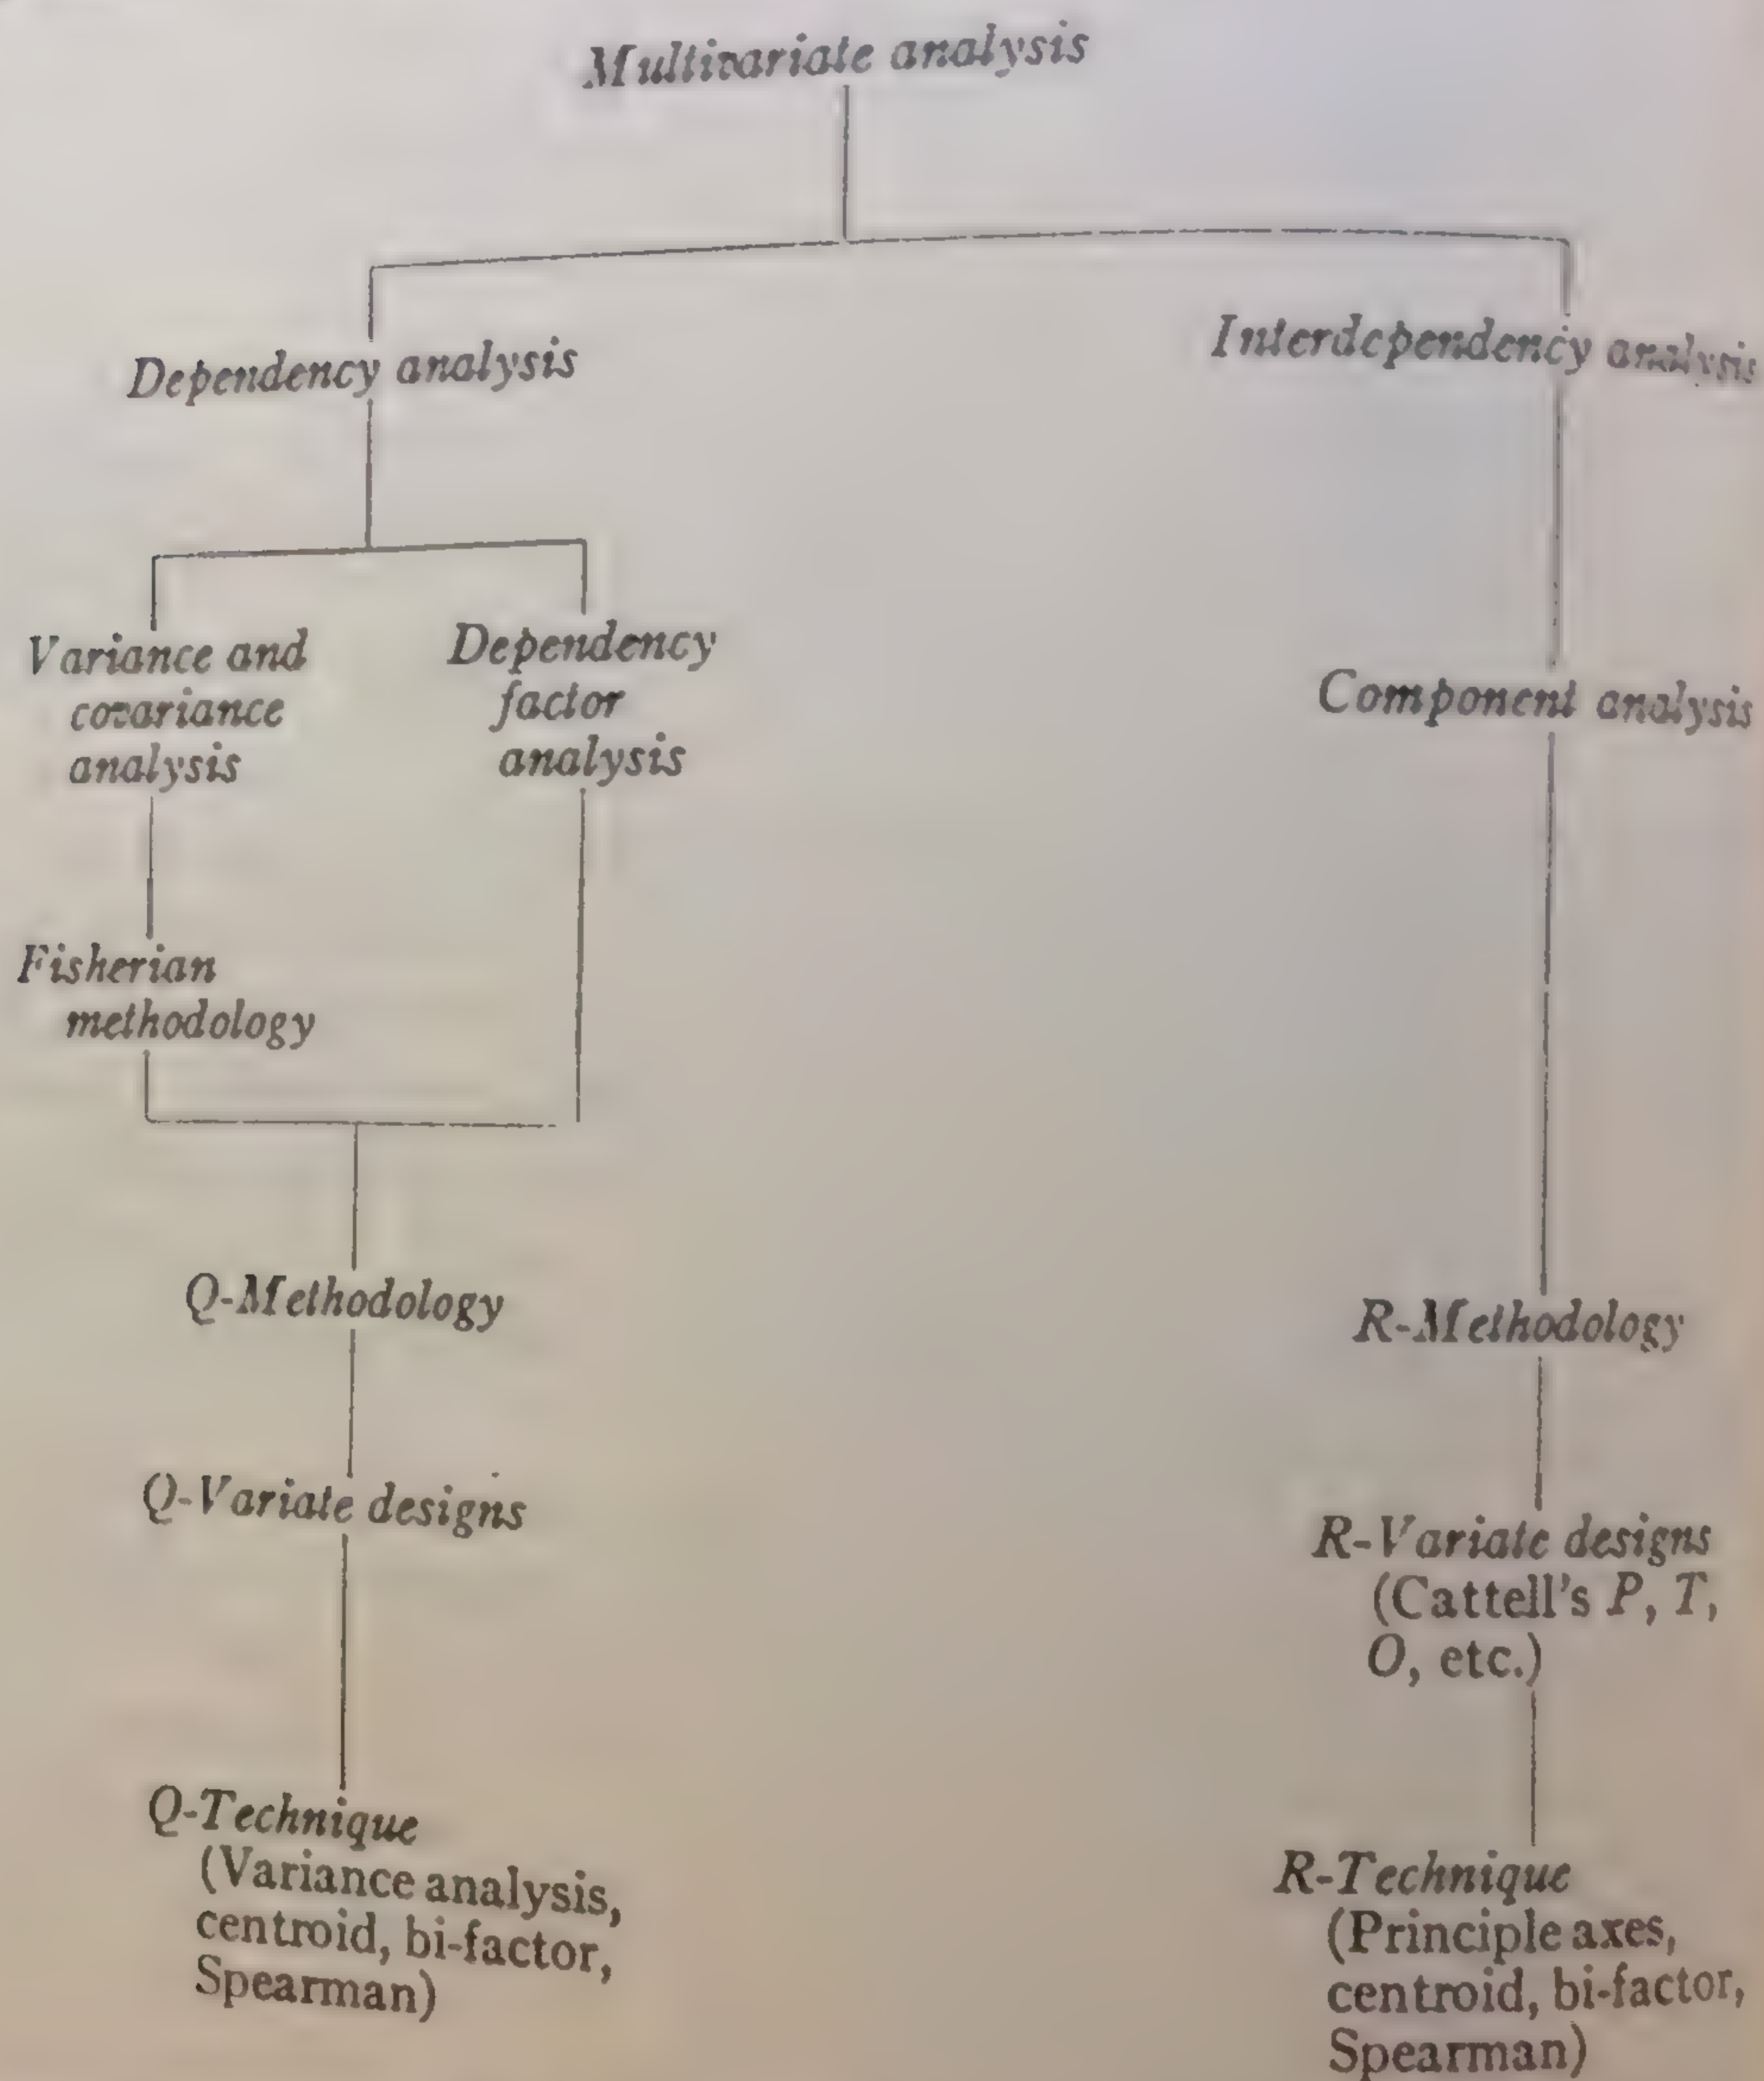 Multivariate analysis
Dependency analysis
Interdependency analysis
Variance and
covariance
analysis
Dependency
factor
analysis
Component analysis
Fisherian
methodology
Q-Methodology
R-Methodology
Q-Variate designs
R-Variate designs
(Cattell's P, T,
O, etc.)
Q-Technique
(Variance analysis,
centroid, bi-factor,
Spearman)
R-Technique
(Principle axes,
centroid, bi-factor,
Spearman)